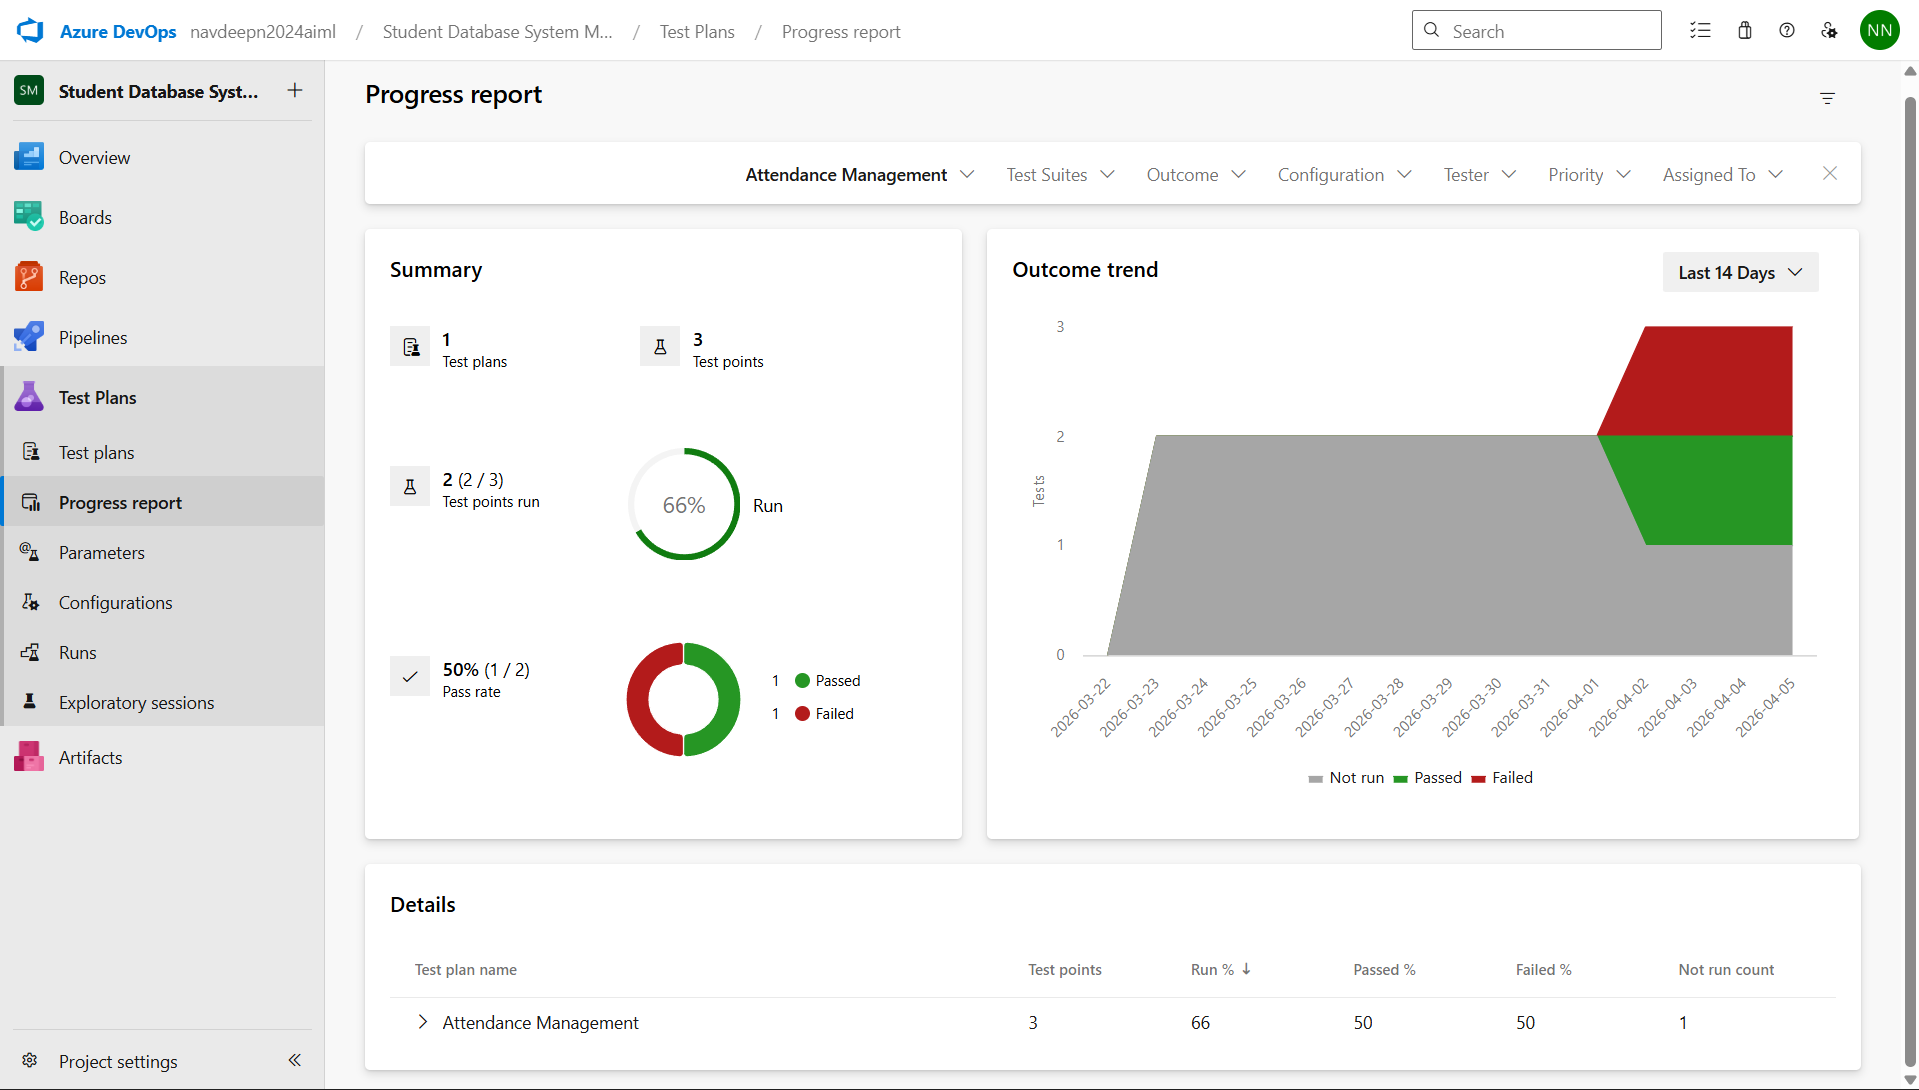 Azure DevOps navdeepn2024aiml / Student Database System M... / Test Plans / Progress report
Search
NN
SM Student Database Syst...
Overview
Boards
Repos
Pipelines
Test Plans
Test plans
Progress report
Parameters
Configurations
Runs
Exploratory sessions
Artifacts
Project settings
Progress report
Attendance Management Test Suites Outcome Configuration Tester Priority Assigned To
Summary
1
Test plans
3
Test points
2 (2 / 3)
Test points run
66%
Run
50% (1 / 2)
Pass rate
1 Passed
1 Failed
Outcome trend
Last 14 Days
3
2
1
0
Tests
2026-03-22
2026-03-23
2026-03-24
2026-03-25
2026-03-26
2026-03-27
2026-03-28
2026-03-29
2026-03-30
2026-03-31
2026-04-01
2026-04-02
2026-04-03
2026-04-04
2026-04-05
Not run Passed Failed
Details
Test plan name Test points Run % Passed % Failed % Not run count
Attendance Management 3 66 50 50 1